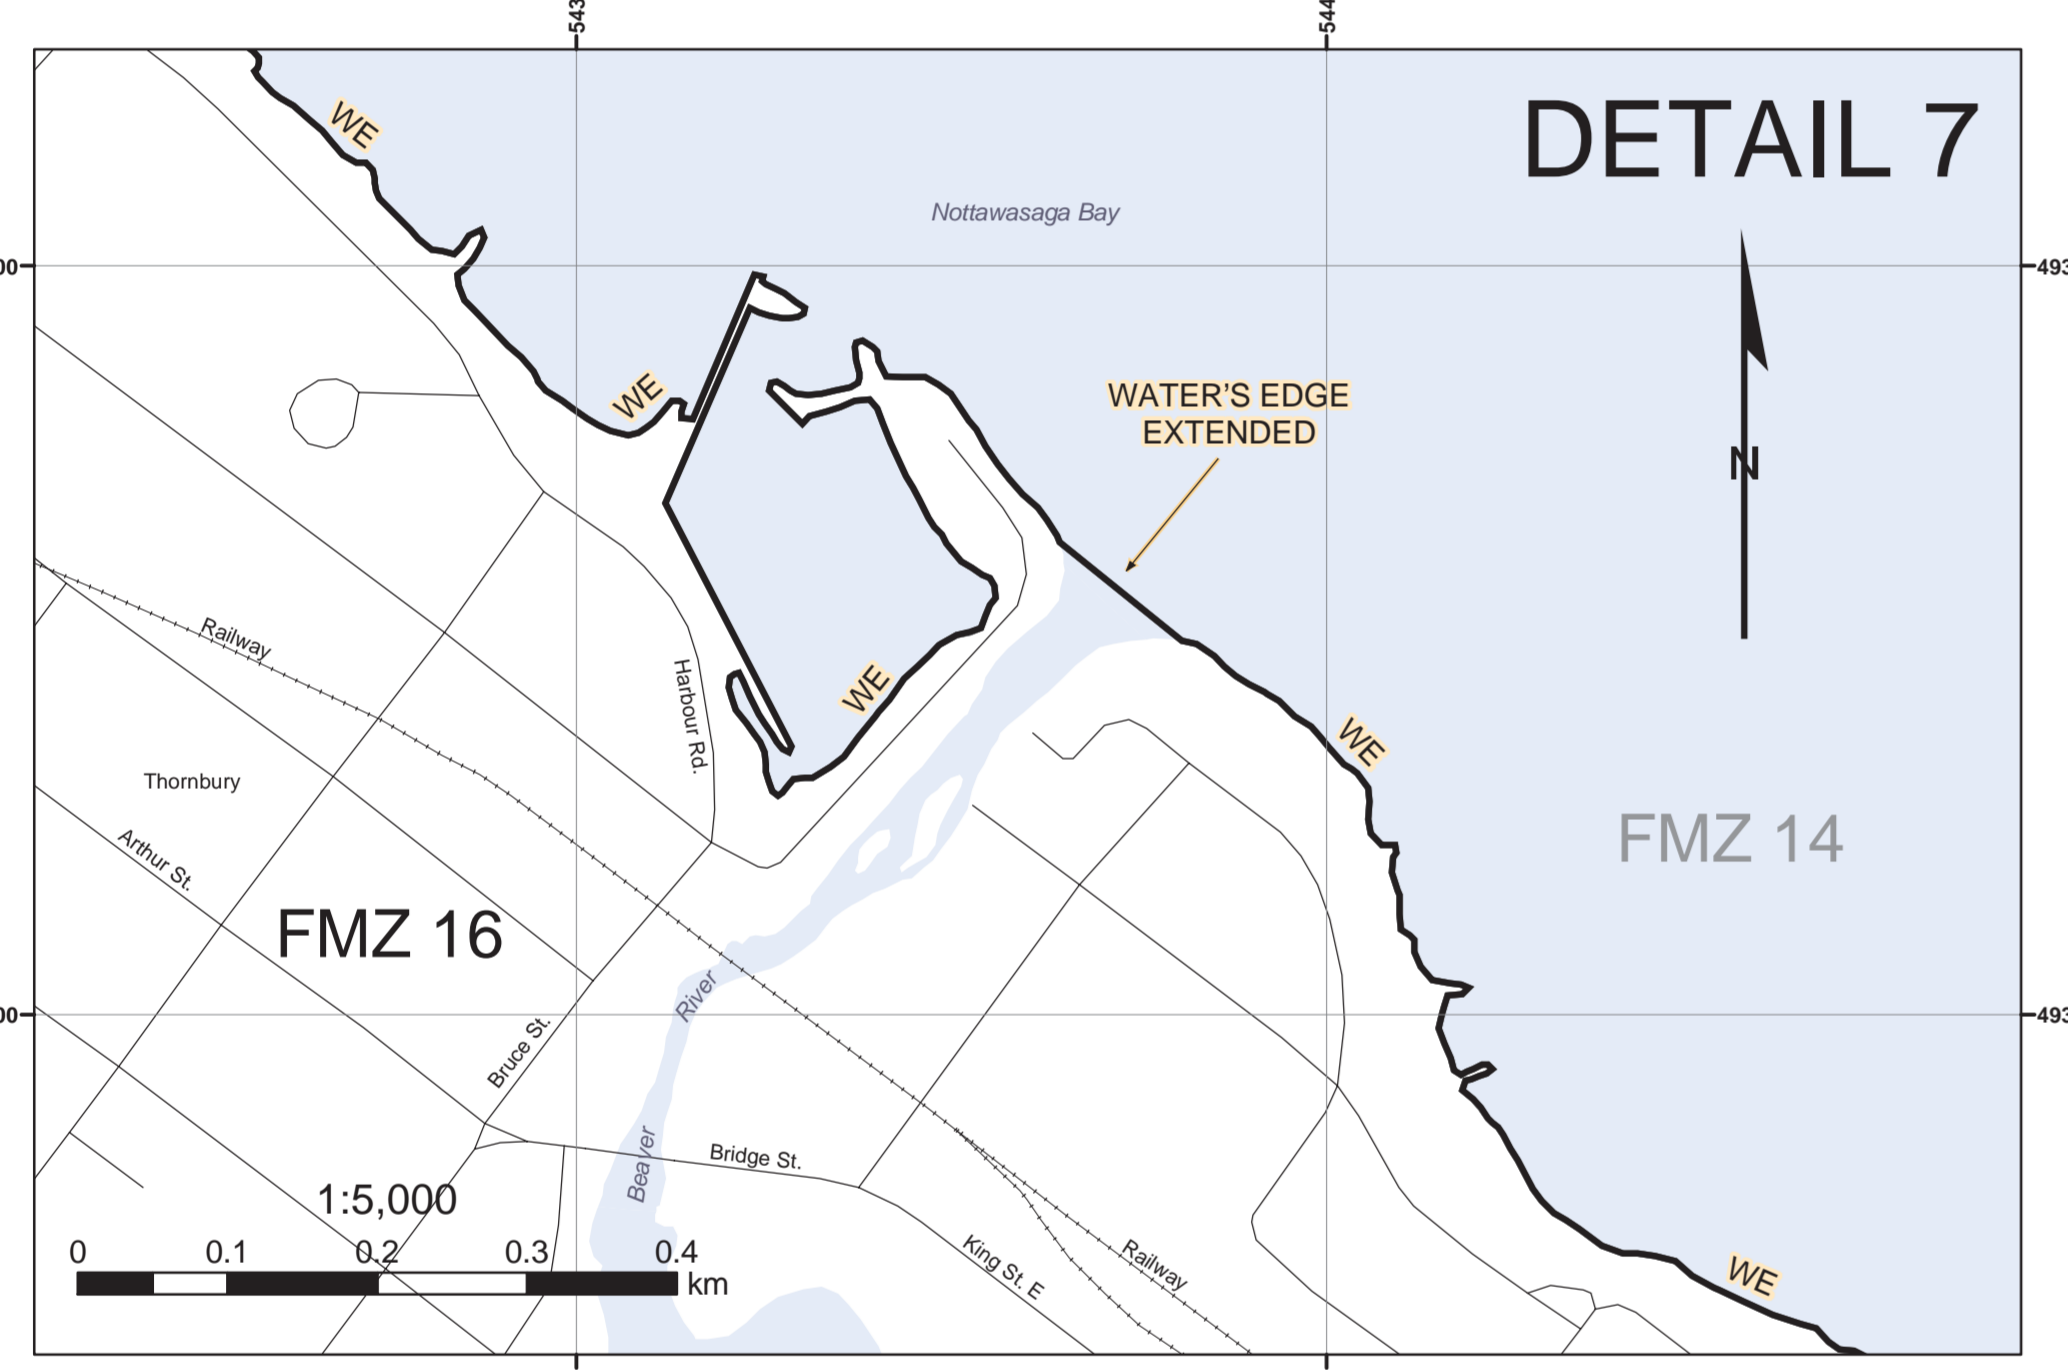 543
544
DETAIL 7
WE
Nottawasaga Bay
00
493
WE
WATER'S EDGE
EXTENDED
N
Railway
Harbour Rd.
WE
WE
Thornbury
Arthur St.
FMZ 14
FMZ 16
River
00
493
Bruce St.
Beaver
Bridge St.
1:5,000
0 0.1 0.2 0.3 0.4
km
King St. E
Railway
WE